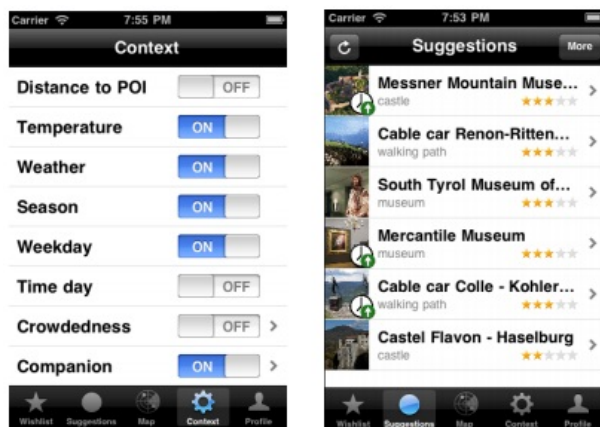 Carrier 7:55 PM
Context
Distance to POI OFF
Temperature ON
Weather ON
Season ON
Weekday ON
Time day OFF
Crowdedness OFF
Companion ON
Wishlist Suggestions Map Context Profile
Carrier 7:53 PM
Suggestions More
Messner Mountain Muse...
castle
Cable car Renon-Ritten...
walking path
South Tyrol Museum of...
museum
Mercantile Museum
museum
Cable car Colle - Kohler...
walking path
Castel Flavon - Haselburg
castle
Wishlist Suggestions Map Context Profile